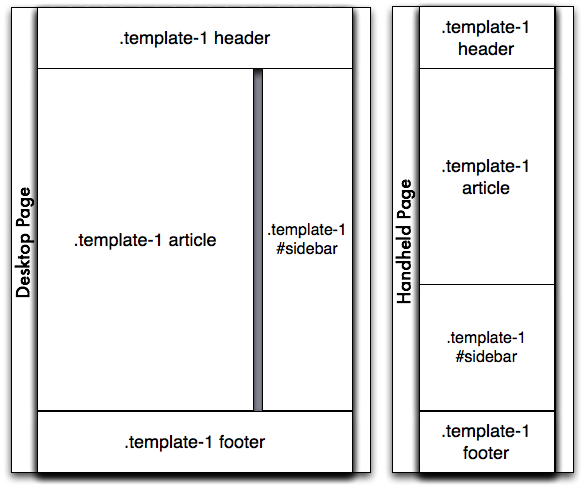 Desktop Page
.template-1 header
.template-1 article
.template-1
#sidebar
.template-1 footer
Handheld Page
.template-1
header
.template-1
article
.template-1
#sidebar
.template-1
footer